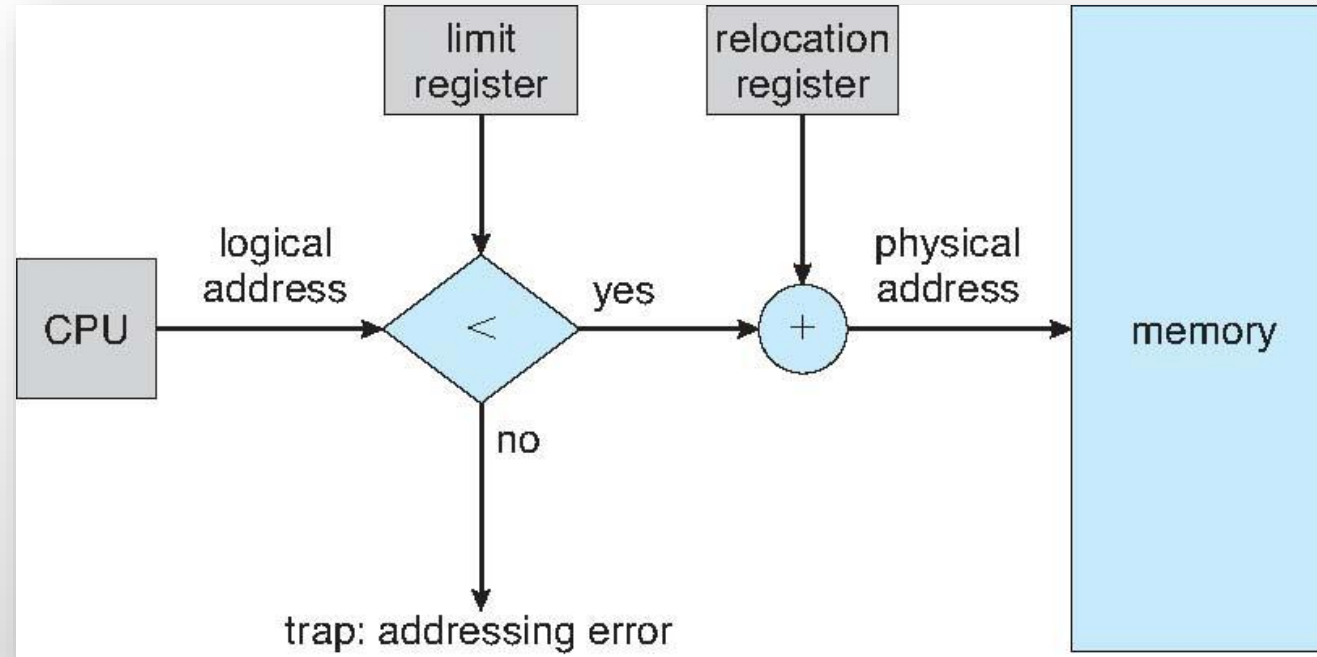 limit
register
relocation
register
logical
address
yes
physical
address
CPU
<
+
memory
no
trap: addressing error